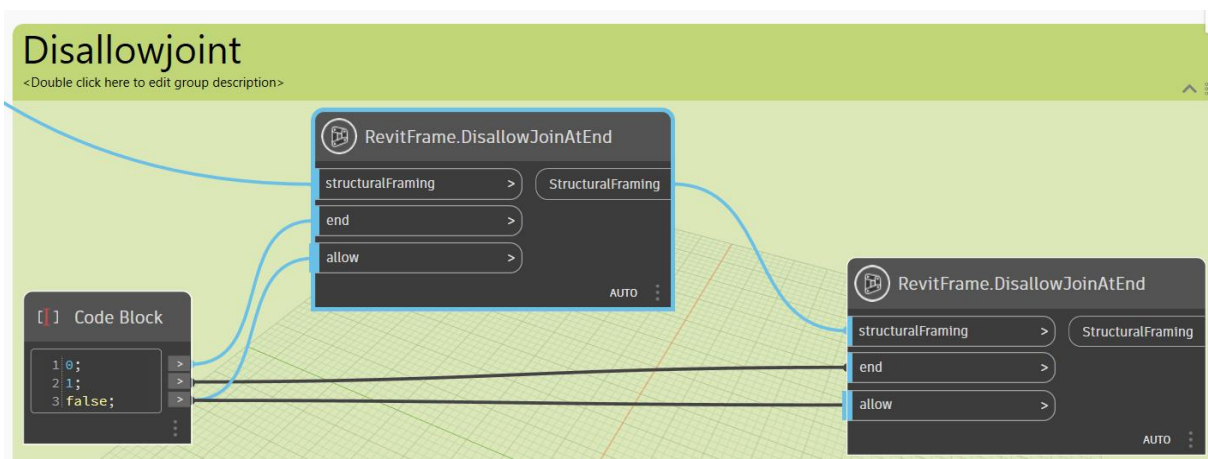 Disallowjoint
<Double click here to edit group description>
RevitFrame.DisallowJoinAtEnd
structuralFraming >
StructuralFraming
end >
allow >
AUTO
[ ] Code Block
1 0; >
2 1; >
3 false; >
RevitFrame.DisallowJoinAtEnd
structuralFraming >
StructuralFraming
end >
allow >
AUTO